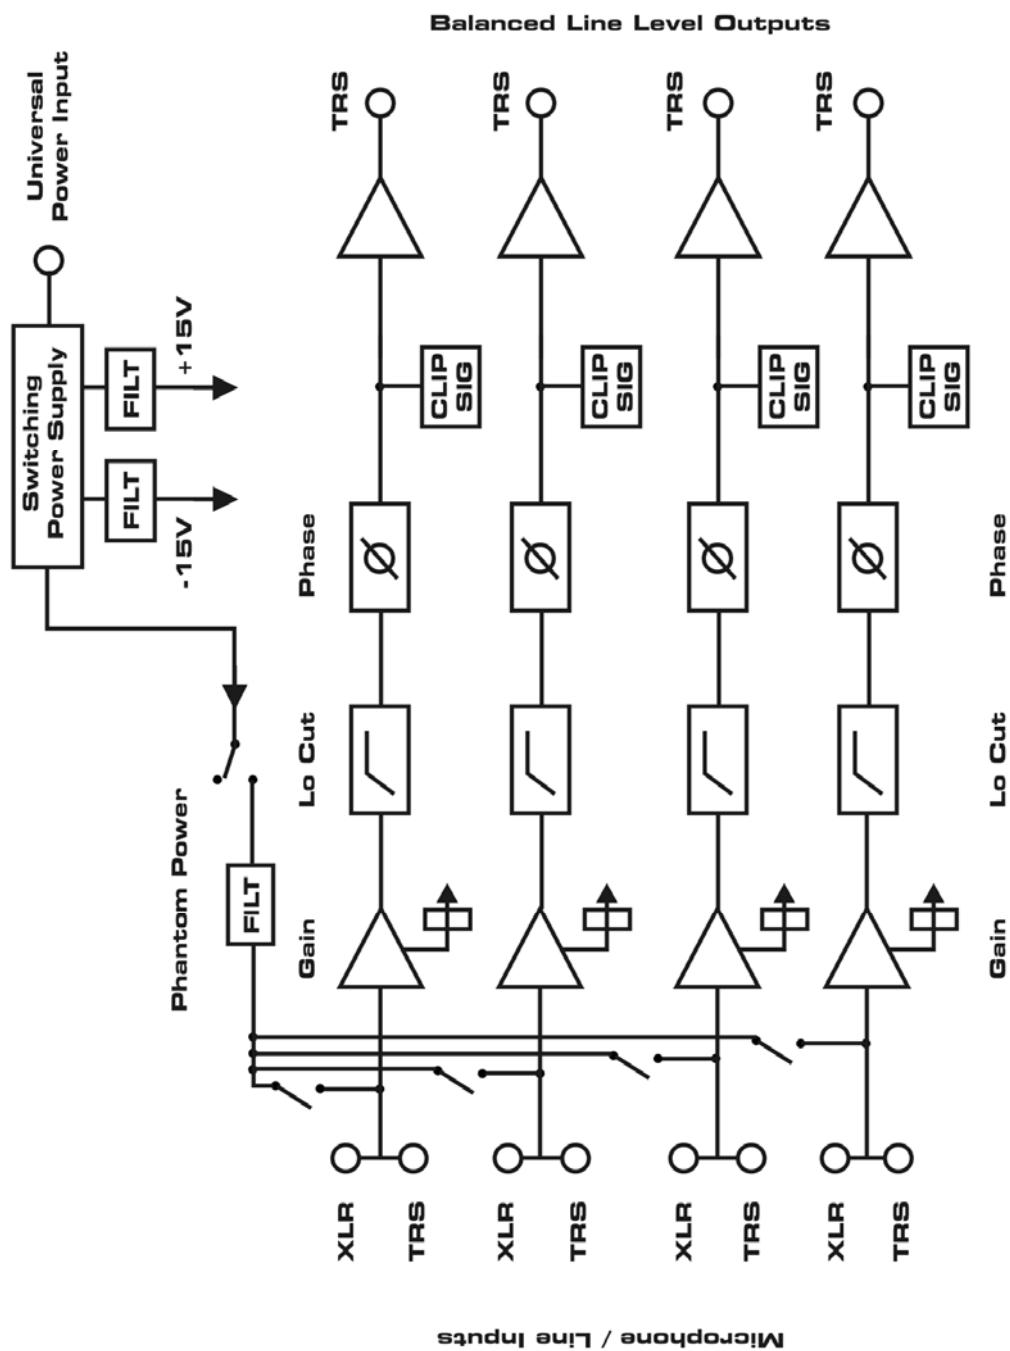 Balanced Line Level Outputs
Universal
Power Input
TRS
TRS
TRS
TRS
Switching
Power Supply
FILT
+15V
FILT
-15V
CLIP
SIG
CLIP
SIG
CLIP
SIG
CLIP
SIG
Phase
Phase
Phantom Power
Lo Cut
Lo Cut
FILT
Gain
Gain
XLR
TRS
XLR
TRS
XLR
TRS
XLR
TRS
Microphone / Line Inputs